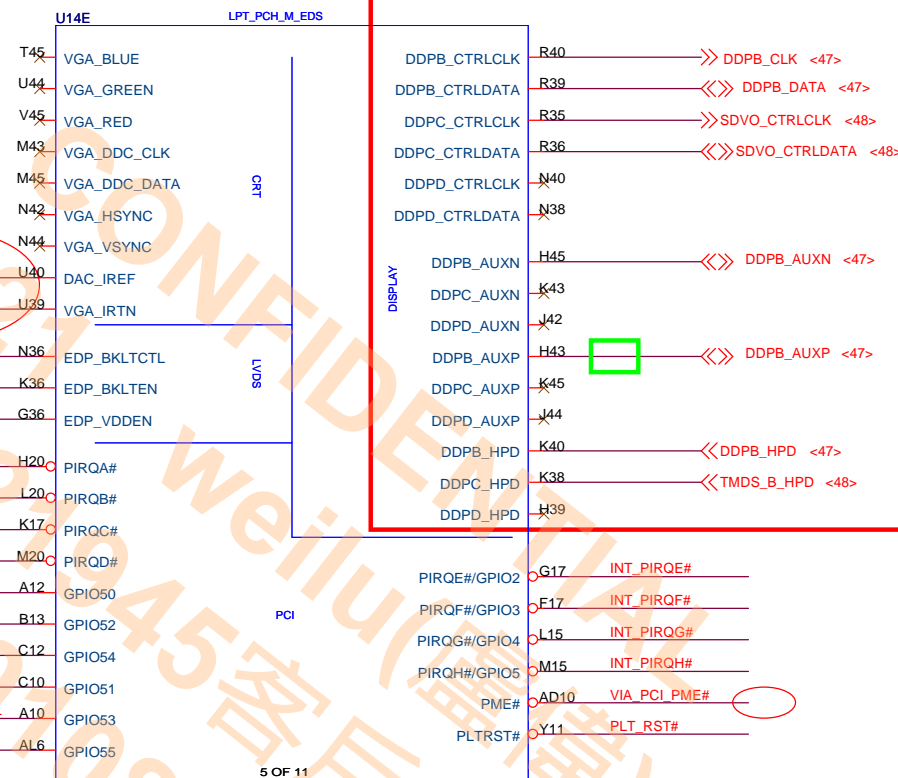 U14E
LPT_PCH_M_EDS
T45 VGA_BLUE
U44 VGA_GREEN
V45 VGA_RED
M43 VGA_DDC_CLK
M45 VGA_DDC_DATA
N42 VGA_HSYNC
N44 VGA_VSYNC
U40 DAC_IREF
U39 VGA_IRTN
CRT
N36 EDP_BKLTCTL
K36 EDP_BKLTEN
G36 EDP_VDDEN
LVDS
H20 PIRQA#
L20 PIRQB#
K17 PIRQC#
M20 PIRQD#
A12 GPIO50
B13 GPIO52
C12 GPIO54
C10 GPIO51
A10 GPIO53
AL6 GPIO55
PCI
DISPLAY
DDPB_CTRLCLK R40 DDPB_CLK <47>
DDPB_CTRLDATA R39 DDPB_DATA <47>
DDPC_CTRLCLK R35 SDVO_CTRLCLK <48>
DDPC_CTRLDATA R36 SDVO_CTRLDATA <48>
DDPD_CTRLCLK N40
DDPD_CTRLDATA N38
DDPB_AUXN H45 DDPB_AUXN <47>
DDPC_AUXN K43
DDPD_AUXN J42
DDPB_AUXP H43 DDPB_AUXP <47>
DDPC_AUXP K45
DDPD_AUXP J44
DDPB_HPD K40 DDPB_HPD <47>
DDPC_HPD K38 TMDS_B_HPD <48>
DDPD_HPD H39
PIRQE#/GPIO2 G17 INT_PIRQE#
PIRQF#/GPIO3 F17 INT_PIRQF#
PIRQG#/GPIO4 L15 INT_PIRQG#
PIRQH#/GPIO5 M15 INT_PIRQH#
PME# AD10 VIA_PCI_PME#
PLTRST# Y11 PLT_RST#
5 OF 11
CONFIDENTIAL
weilu(盧偉